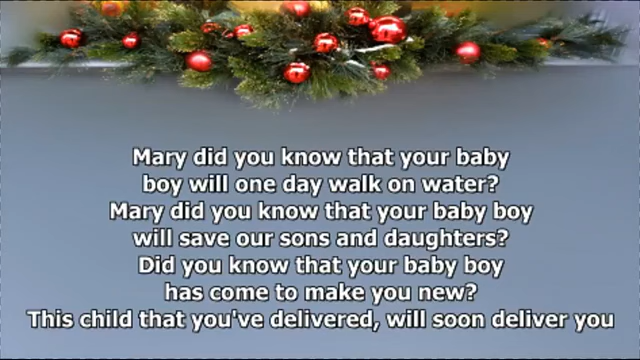 Mary did you know that your baby
boy will one day walk on water?
Mary did you know that your baby boy
will save our sons and daughters?
Did you know that your baby boy
has come to make you new?
This child that you've delivered, will soon deliver you